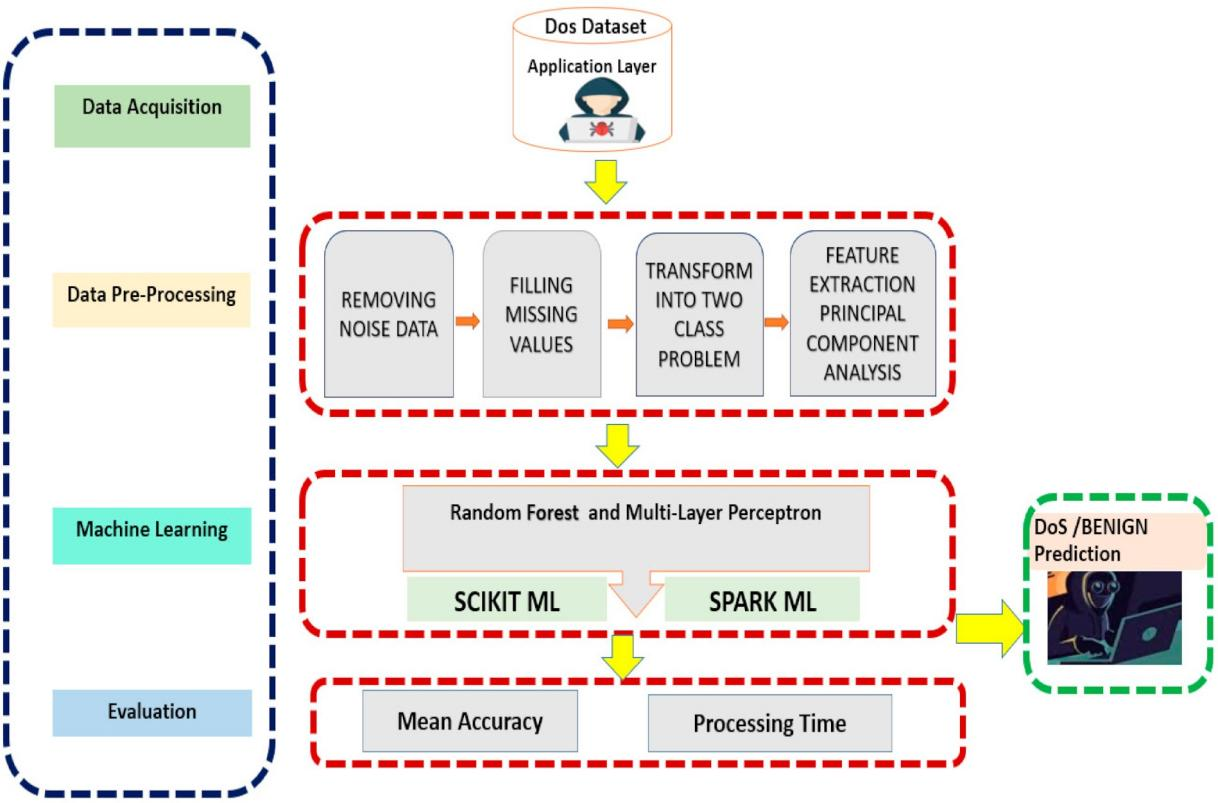 Dos Dataset
Application Layer
Data Acquisition
Data Pre-Processing
REMOVING
NOISE DATA
FILLING
MISSING
VALUES
TRANSFORM
INTO TWO
CLASS
PROBLEM
FEATURE
EXTRACTION
PRINCIPAL
COMPONENT
ANALYSIS
Machine Learning
Random Forest and Multi-Layer Perceptron
SCIKIT ML
SPARK ML
DoS /BENIGN
Prediction
Evaluation
Mean Accuracy
Processing Time